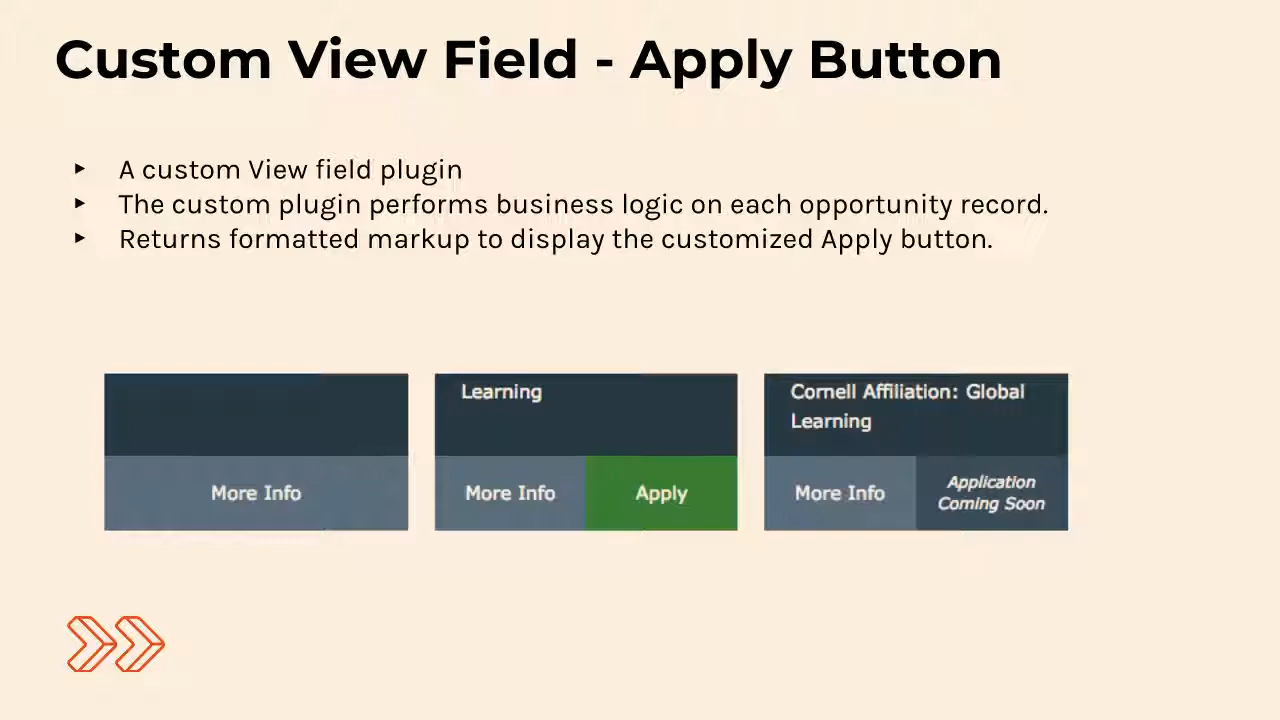 Custom View Field - Apply Button
▸ A custom View field plugin
▸ The custom plugin performs business logic on each opportunity record.
▸ Returns formatted markup to display the customized Apply button.
More Info
Learning
More Info
Apply
Cornell Affiliation: Global
Learning
More Info
Application
Coming Soon